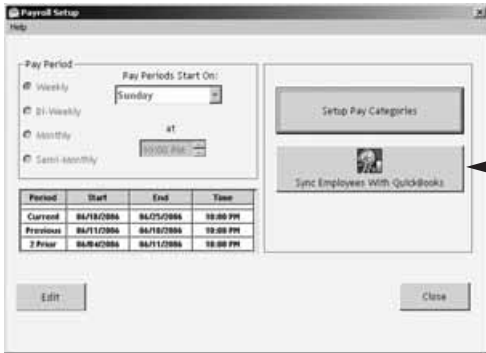 Payroll Setup
Help
Pay Period
Weekly
Bi-Weekly
Monthly
Semi-Monthly
Pay Periods Start On:
Sunday
at
10:00 PM
Setup Pay Categories
Sync Employees With QuickBooks
Period Start End Time
Current 06/18/2006 06/25/2006 10:00 PM
Previous 06/11/2006 06/18/2006 10:00 PM
2 Prior 06/04/2006 06/11/2006 10:00 PM
Edit
Close